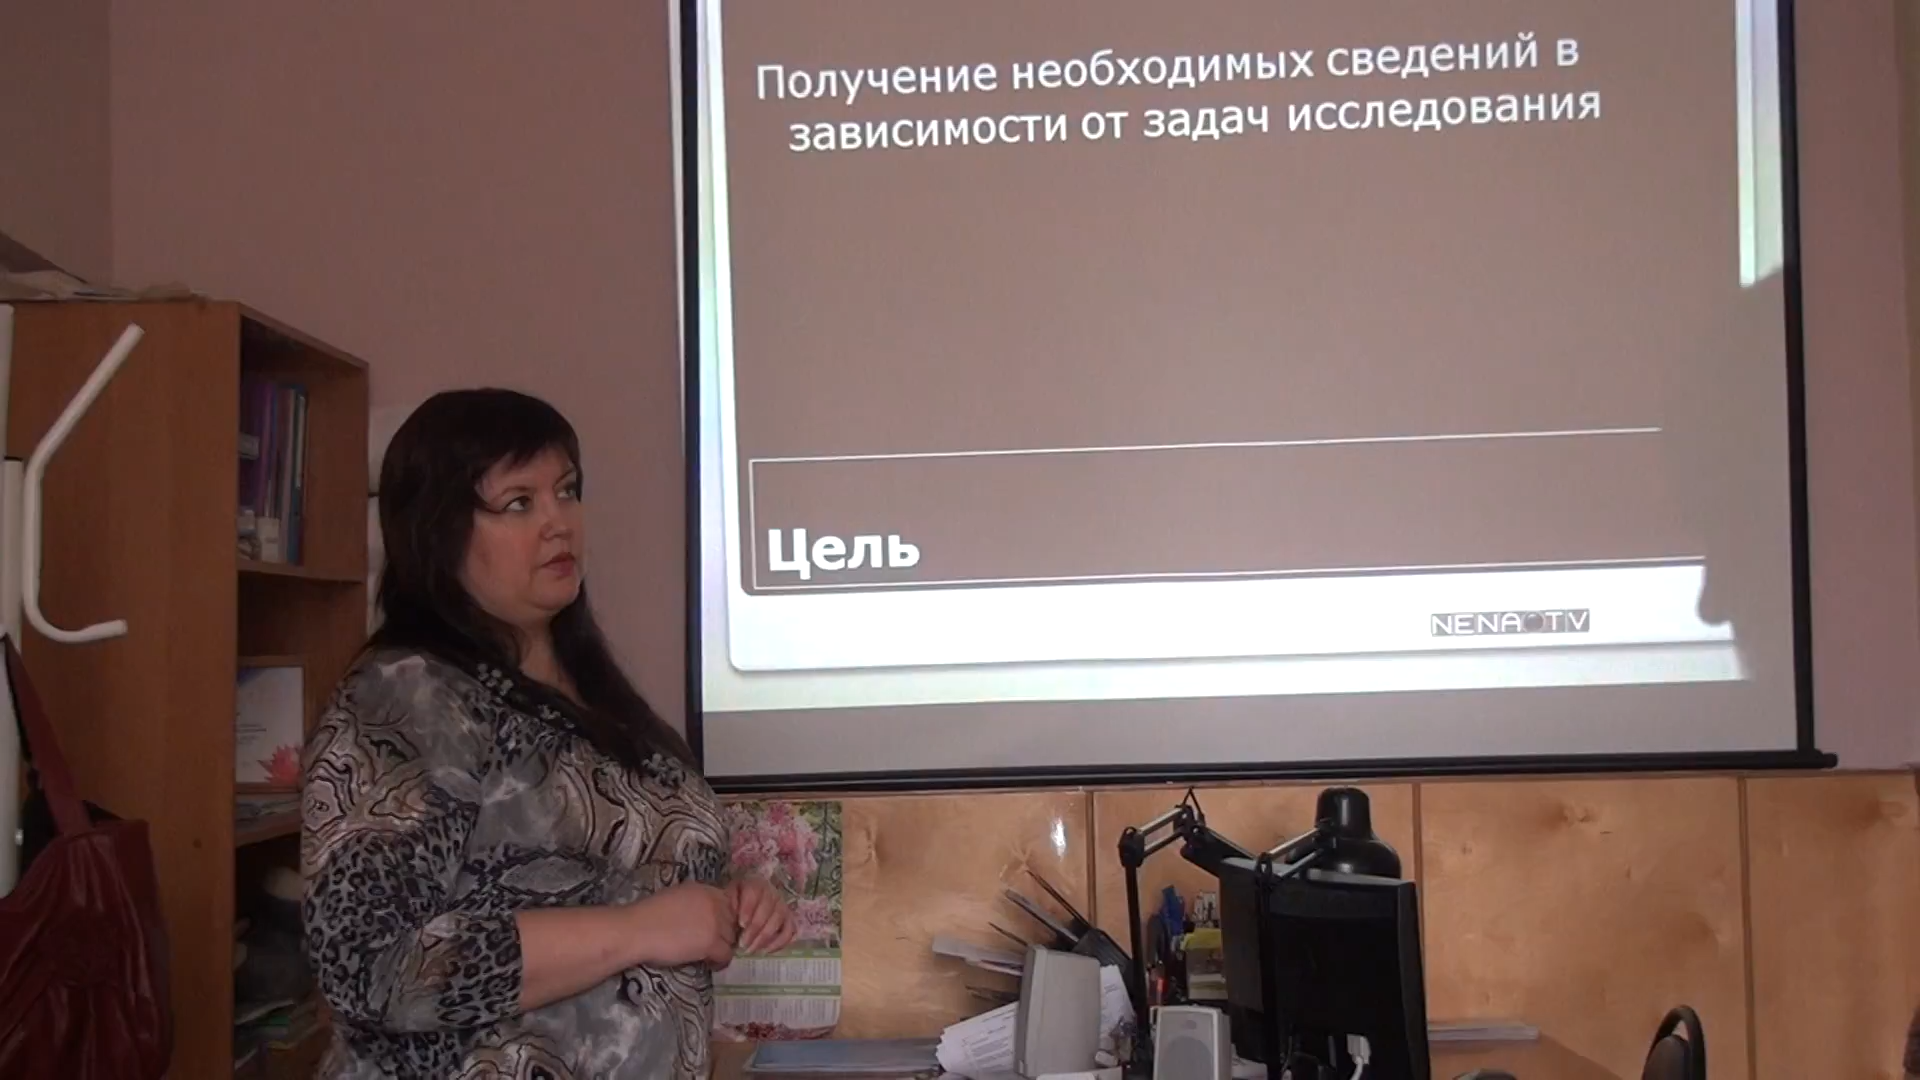 Получение необходимых сведений в
зависимости от задач исследования
Цель
NENA TV